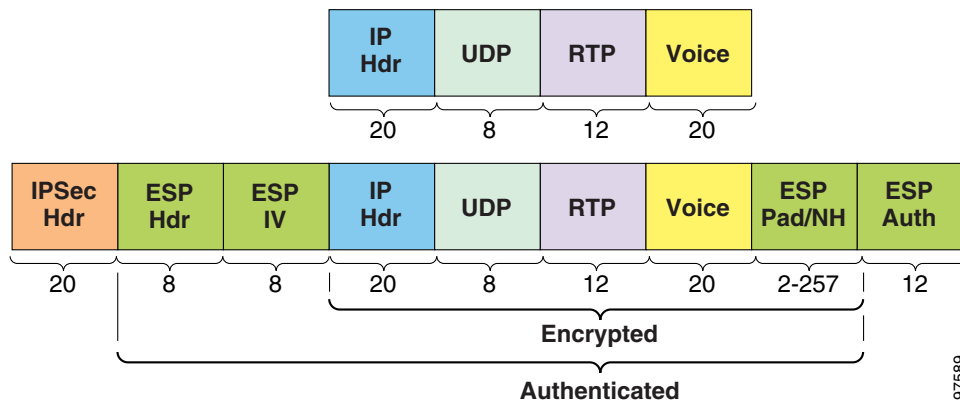 IP
Hdr
UDP
RTP
Voice
20
8
12
20
IPSec
Hdr
ESP
Hdr
ESP
IV
IP
Hdr
UDP
RTP
Voice
ESP
Pad/NH
ESP
Auth
20
8
8
20
8
12
20
2-257
12
Encrypted
Authenticated
97589